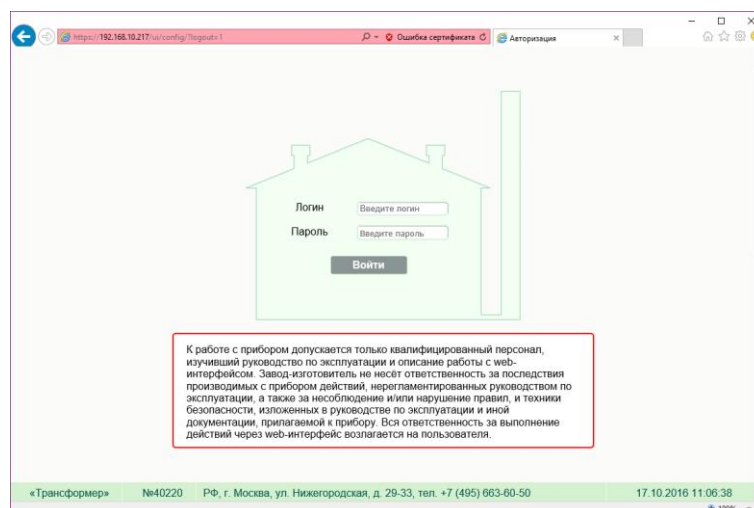 https://192.168.10.217/ui/config/?logout=1
Ошибка сертификата
Авторизация
Логин
Введите логин
Пароль
Введите пароль
Войти
К работе с прибором допускается только квалифицированный персонал,
изучивший руководство по эксплуатации и описание работы с web-
интерфейсом. Завод-изготовитель не несёт ответственность за последствия
производимых с прибором действий, нерегламентированных руководством по
эксплуатации, а также за несоблюдение и/или нарушение правил, и техники
безопасности, изложенных в руководстве по эксплуатации и иной
документации, прилагаемой к прибору. Вся ответственность за выполнение
действий через web-интерфейс возлагается на пользователя.
«Трансформер» №40220 РФ, г. Москва, ул. Нижегородская, д. 29-33, тел. +7 (495) 663-60-50 17.10.2016 11:06:38
100%